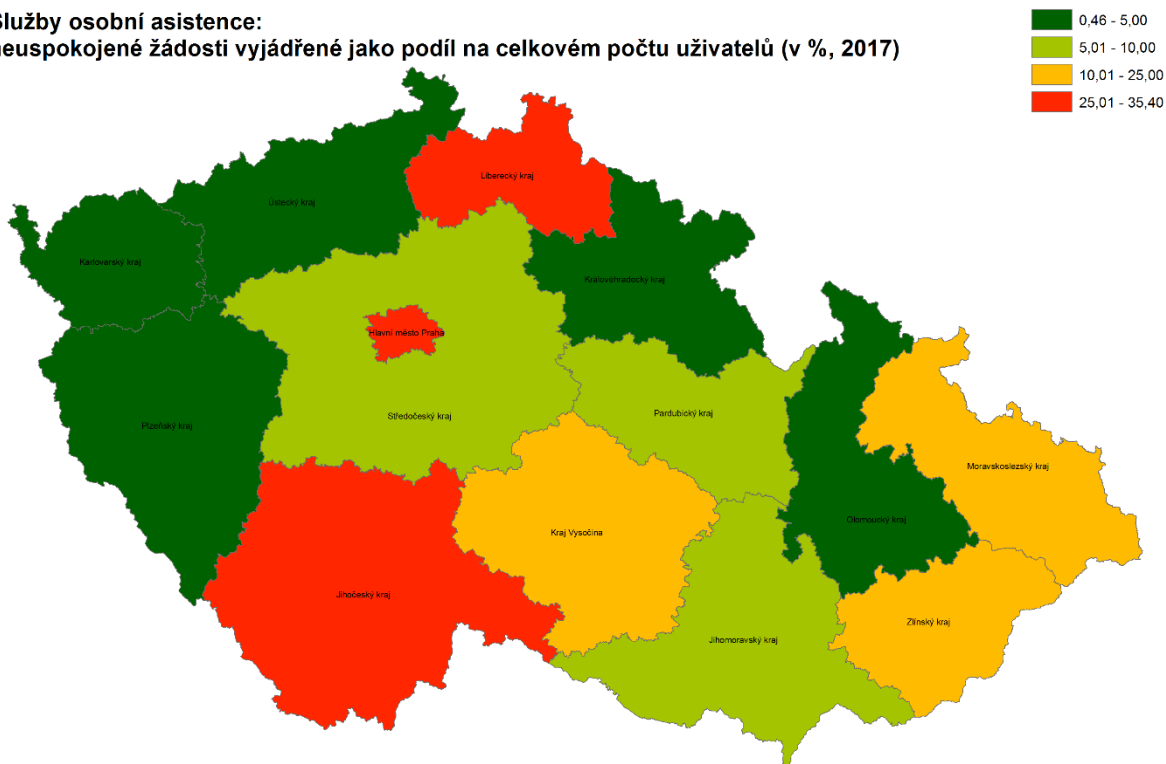 Služby osobní asistence:
neuspokojené žádosti vyjádřené jako podíl na celkovém počtu uživatelů (v %, 2017)
0,46 - 5,00
5,01 - 10,00
10,01 - 25,00
25,01 - 35,40
Liberecký kraj
Ústecký kraj
Karlovarský kraj
Královéhradecký kraj
Hlavní město Praha
Středočeský kraj
Pardubický kraj
Plzeňský kraj
Moravskoslezský kraj
Olomoucký kraj
Kraj Vysočina
Jihočeský kraj
Zlínský kraj
Jihomoravský kraj